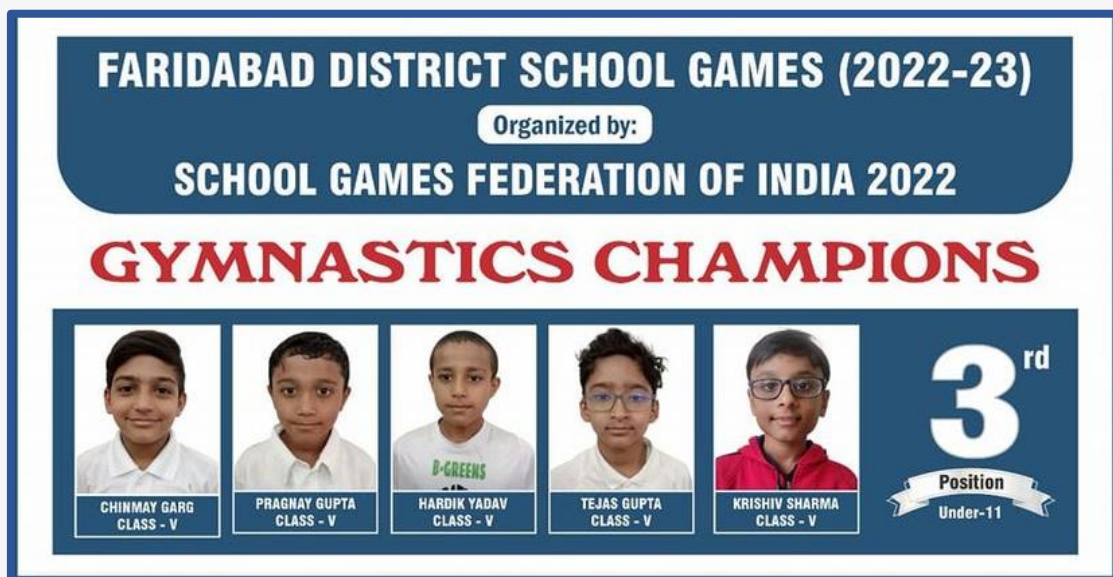 FARIDABAD DISTRICT SCHOOL GAMES (2022-23)
Organized by:
SCHOOL GAMES FEDERATION OF INDIA 2022
GYMNASTICS CHAMPIONS
B-GREENS
CHINMAY GARG
CLASS - V
PRAGNAY GUPTA
CLASS - V
HARDIK YADAV
CLASS - V
TEJAS GUPTA
CLASS - V
KRISHIV SHARMA
CLASS - V
3rd
Position
Under-11